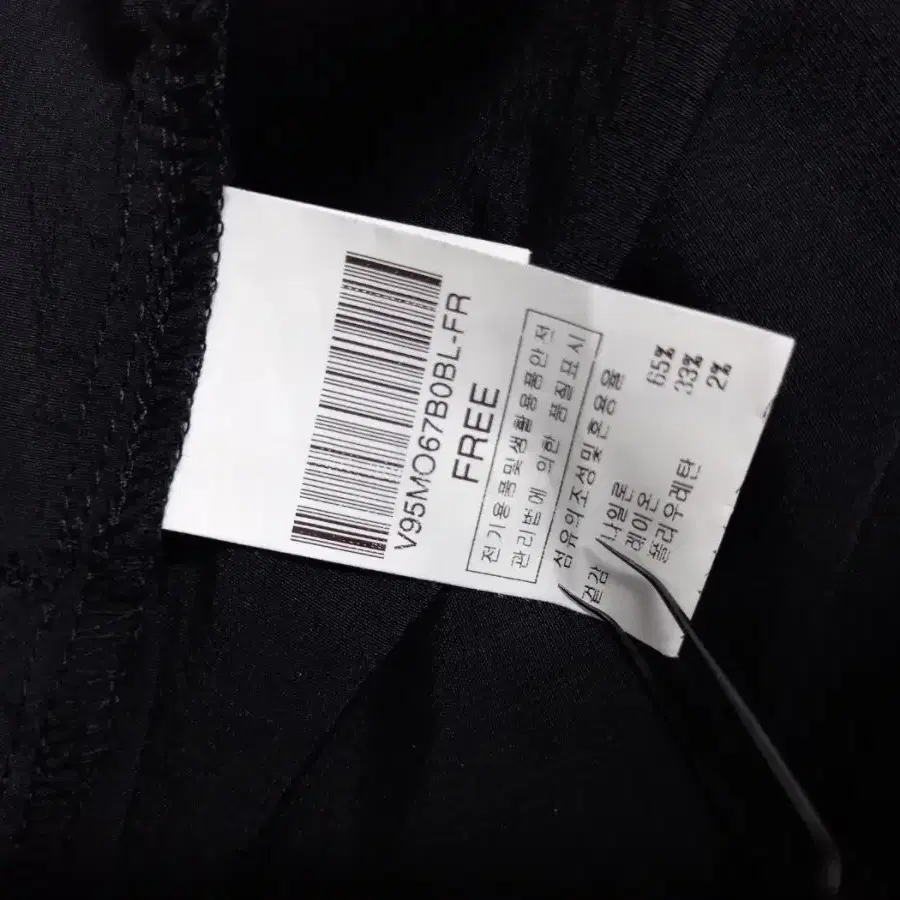 V95MO67B0BL-FR
FREE
전기용품및생활용품안전
관리법에 의한 품질표시
섬유의조성및혼용율
겉감
나일론 65%
레이온 33%
폴리우레탄 2%